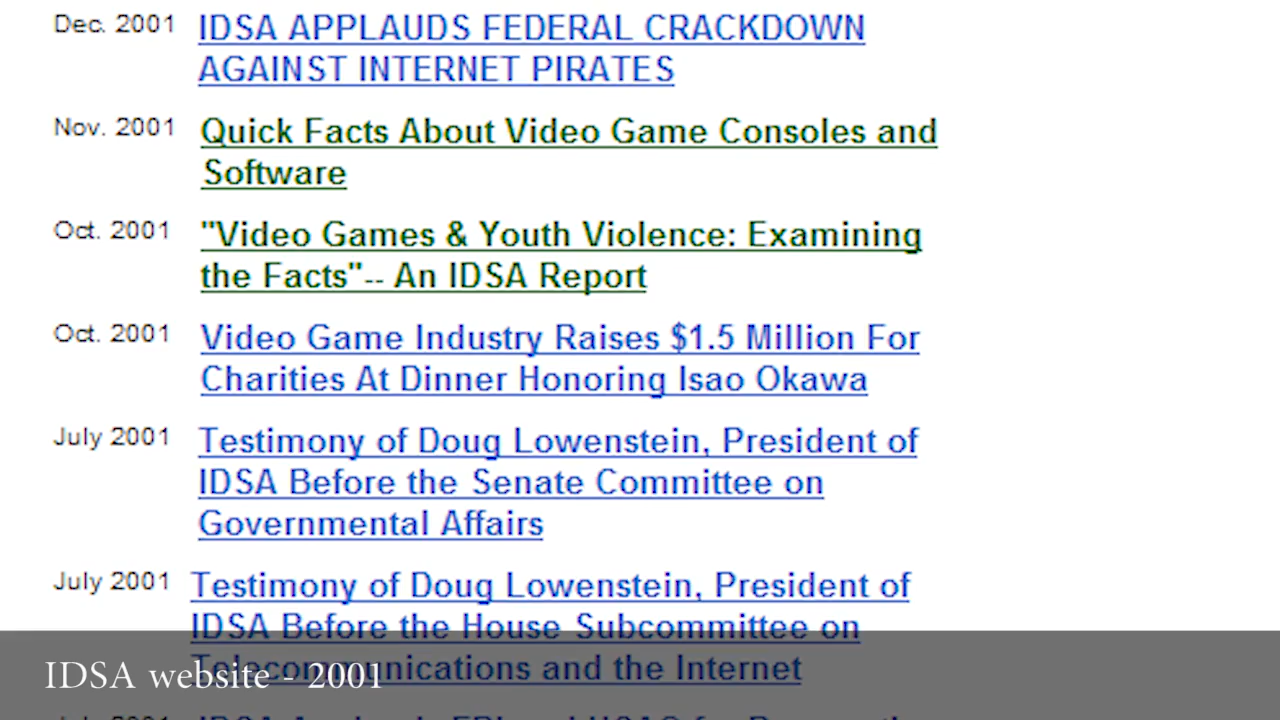 Dec. 2001 IDSA APPLAUDS FEDERAL CRACKDOWN
AGAINST INTERNET PIRATES
Nov. 2001 Quick Facts About Video Game Consoles and
Software
Oct. 2001 "Video Games & Youth Violence: Examining
the Facts"-- An IDSA Report
Oct. 2001 Video Game Industry Raises $1.5 Million For
Charities At Dinner Honoring Isao Okawa
July 2001 Testimony of Doug Lowenstein, President of
IDSA Before the Senate Committee on
Governmental Affairs
July 2001 Testimony of Doug Lowenstein, President of
IDSA Before the House Subcommittee on
Telecommunications and the Internet
IDSA website - 2001